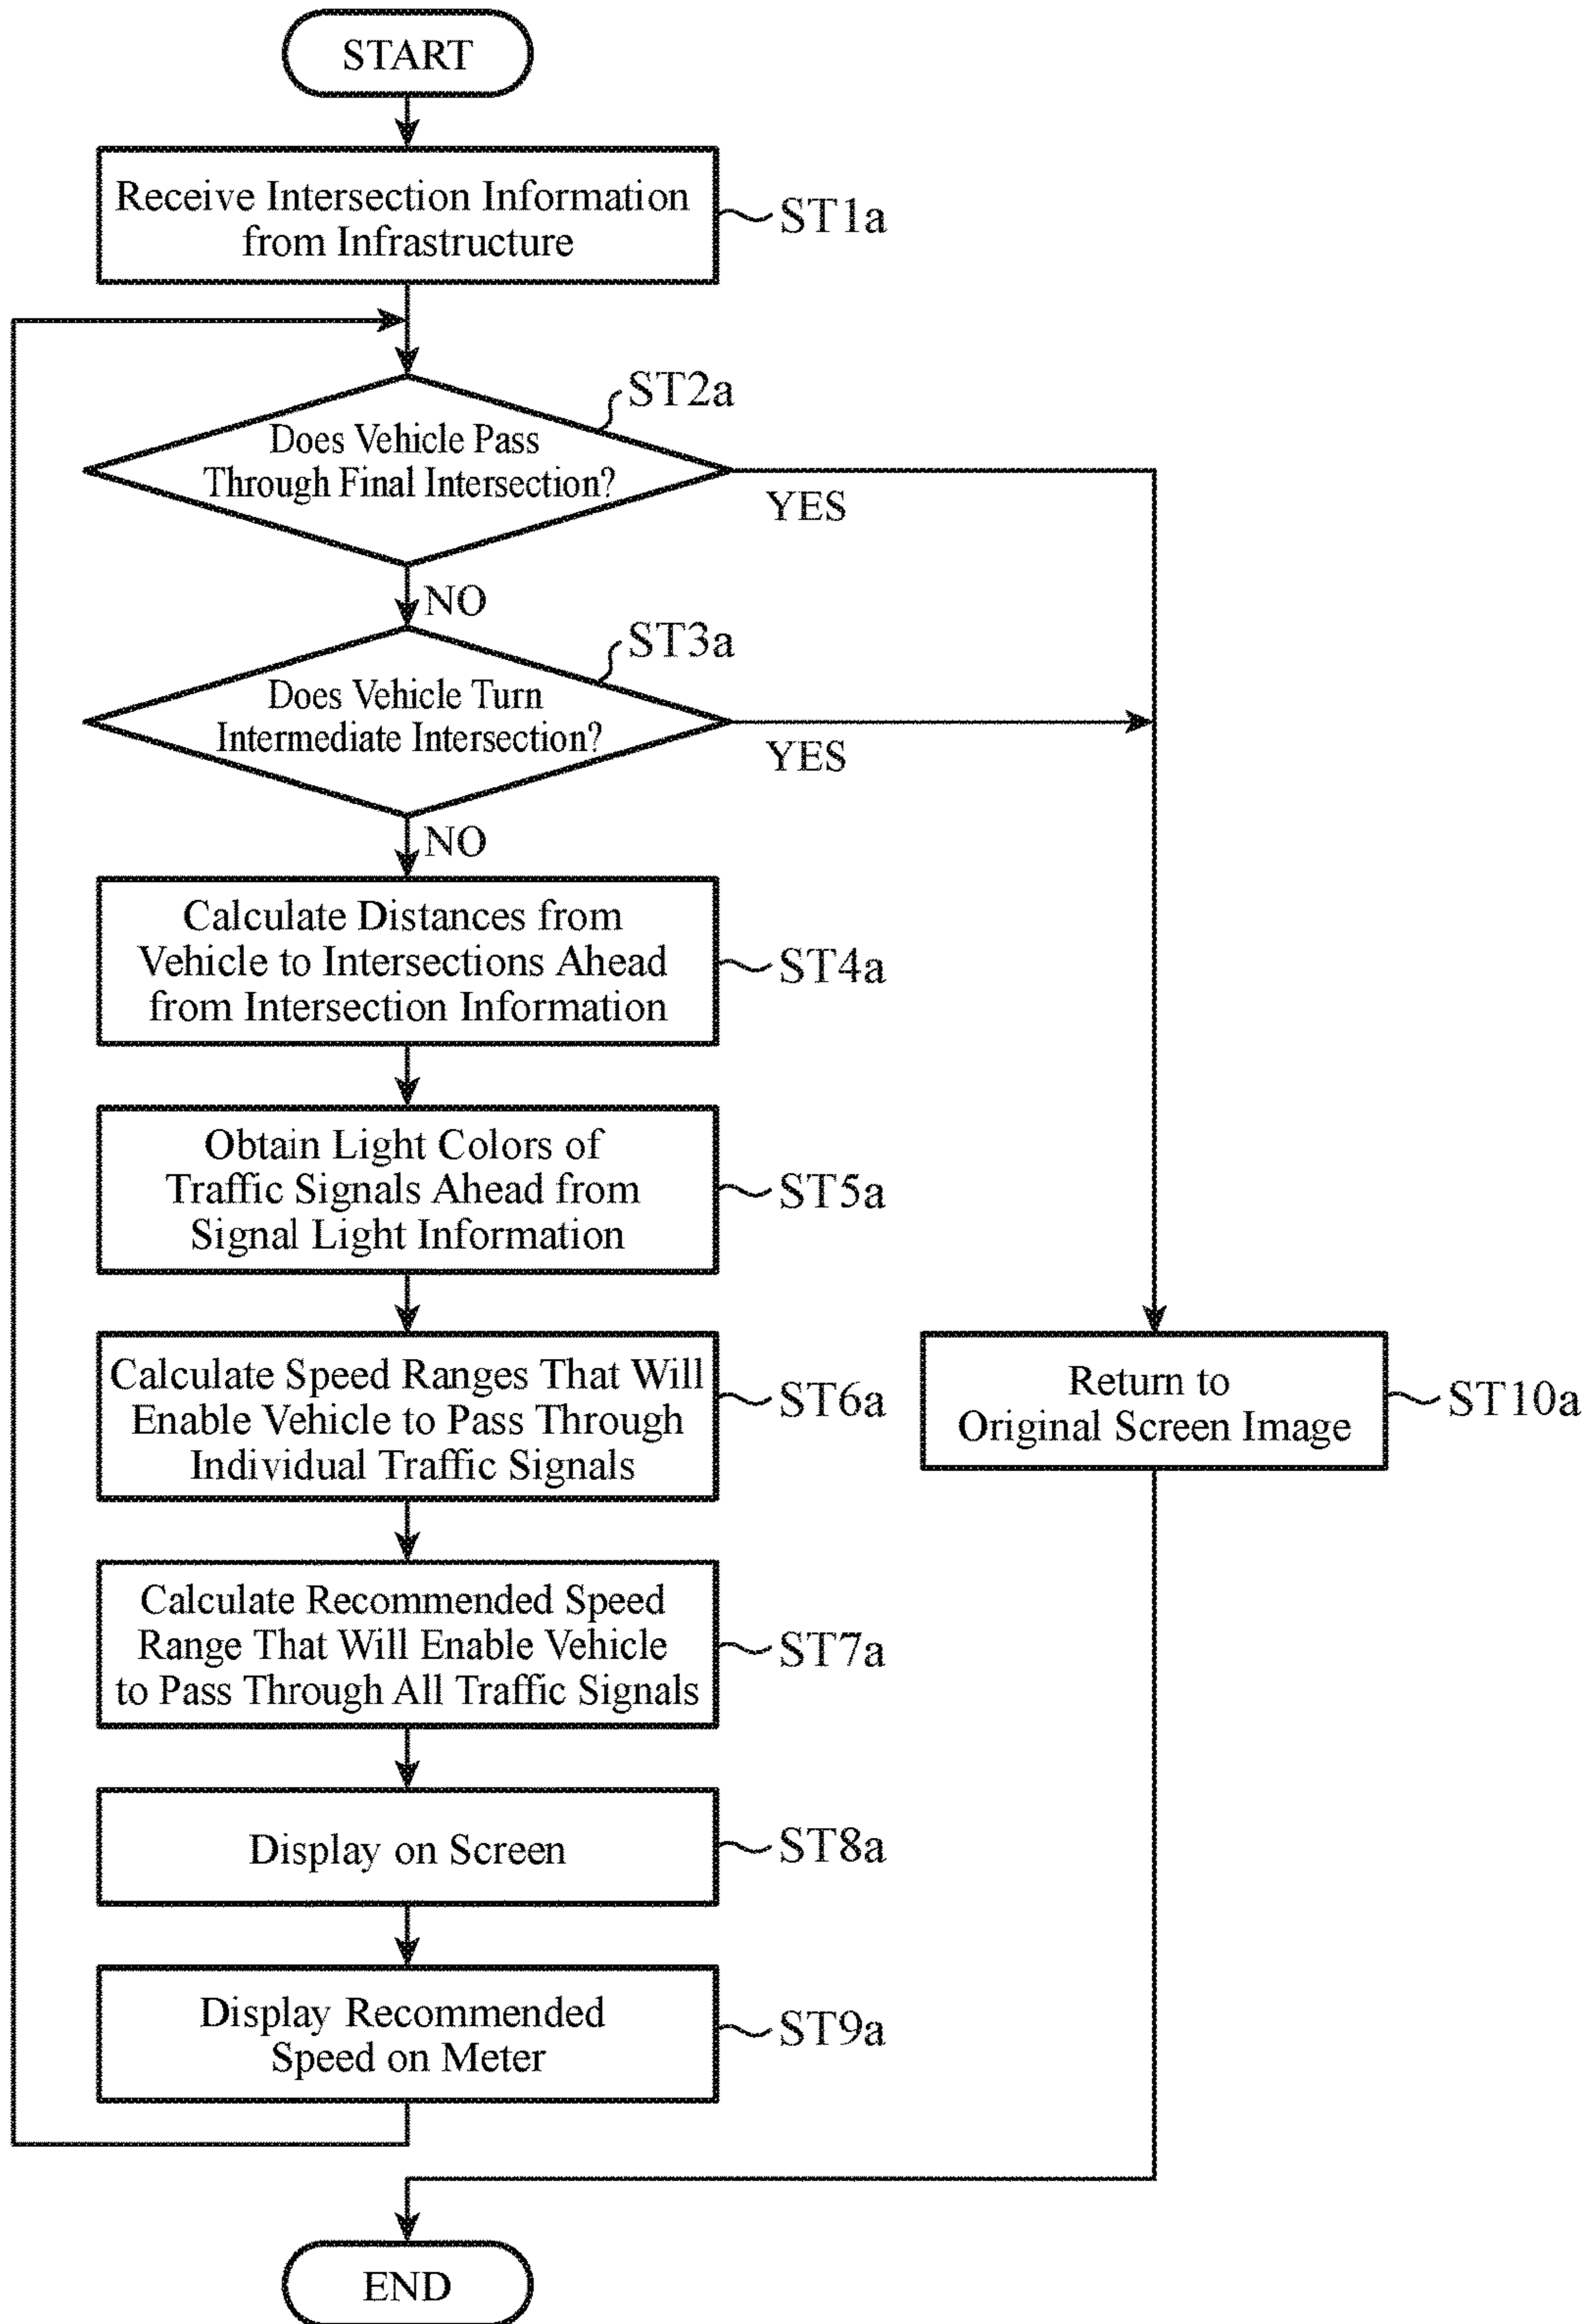 START
Receive Intersection Information
from Infrastructure
ST1a
ST2a
Does Vehicle Pass
Through Final Intersection?
YES
NO
ST3a
Does Vehicle Turn
Intermediate Intersection?
YES
NO
Calculate Distances from
Vehicle to Intersections Ahead
from Intersection Information
ST4a
Obtain Light Colors of
Traffic Signals Ahead from
Signal Light Information
ST5a
Calculate Speed Ranges That Will
Enable Vehicle to Pass Through
Individual Traffic Signals
ST6a
Return to
Original Screen Image
ST10a
Calculate Recommended Speed
Range That Will Enable Vehicle
to Pass Through All Traffic Signals
ST7a
Display on Screen
ST8a
Display Recommended
Speed on Meter
ST9a
END